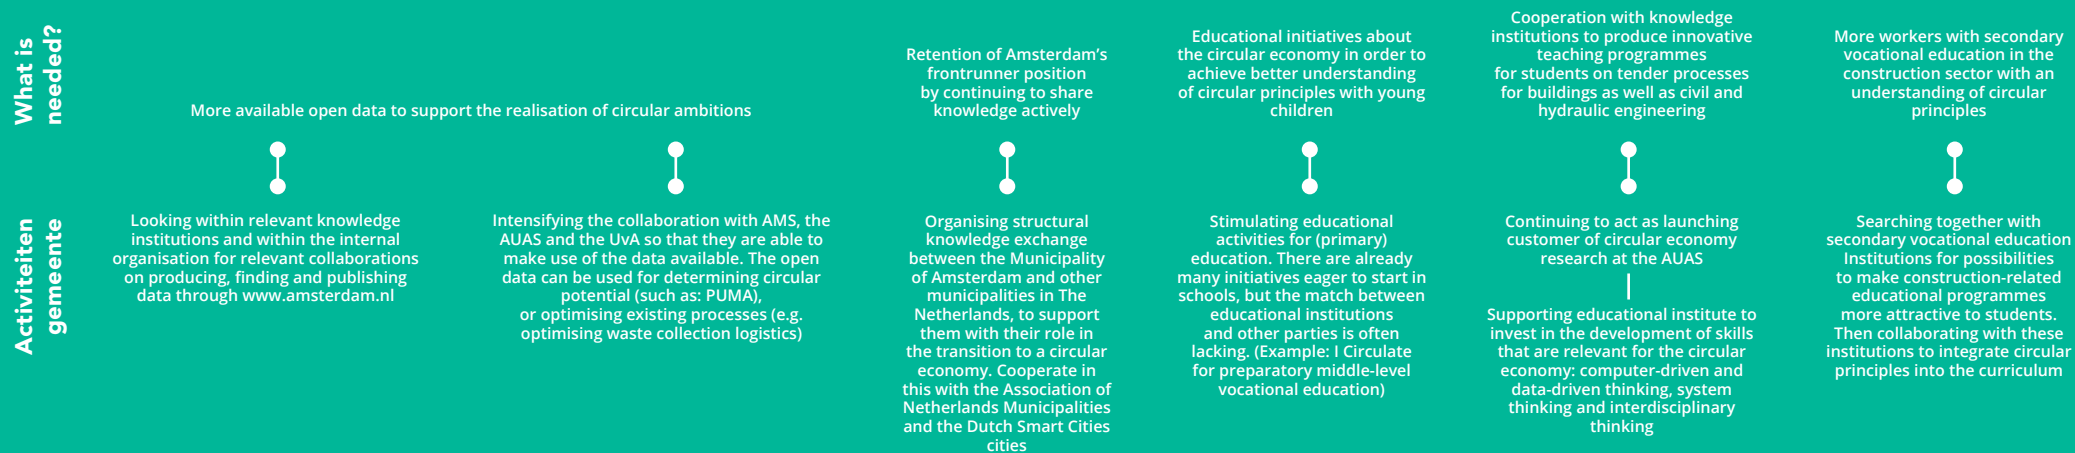 What is
needed?
More available open data to support the realisation of circular ambitions
Retention of Amsterdam's
frontrunner position
by continuing to share
knowledge actively
Educational initiatives about
the circular economy in order to
achieve better understanding
of circular principles with young
children
Cooperation with knowledge
institutions to produce innovative
teaching programmes
for students on tender processes
for buildings as well as civil and
hydraulic engineering
More workers with secondary
vocational education in the
construction sector with an
understanding of circular
principles
Activiteiten
gemeente
Looking within relevant knowledge
institutions and within the internal
organisation for relevant collaborations
on producing, finding and publishing
data through www.amsterdam.nl
Intensifying the collaboration with AMS, the
AUAS and the UvA so that they are able to
make use of the data available. The open
data can be used for determining circular
potential (such as: PUMA),
or optimising existing processes (e.g.
optimising waste collection logistics)
Organising structural
knowledge exchange
between the Municipality
of Amsterdam and other
municipalities in The
Netherlands, to support
them with their role in
the transition to a circular
economy. Cooperate in
this with the Association of
Netherlands Municipalities
and the Dutch Smart Cities
cities
Stimulating educational
activities for (primary)
education. There are already
many initiatives eager to start in
schools, but the match between
educational institutions
and other parties is often
lacking. (Example: I Circulate
for preparatory middle-level
vocational education)
Continuing to act as launching
customer of circular economy
research at the AUAS
Supporting educational institute to
invest in the development of skills
that are relevant for the circular
economy: computer-driven and
data-driven thinking, system
thinking and interdisciplinary
thinking
Searching together with
secondary vocational education
Institutions for possibilities
to make construction-related
educational programmes
more attractive to students.
Then collaborating with these
institutions to integrate circular
principles into the curriculum